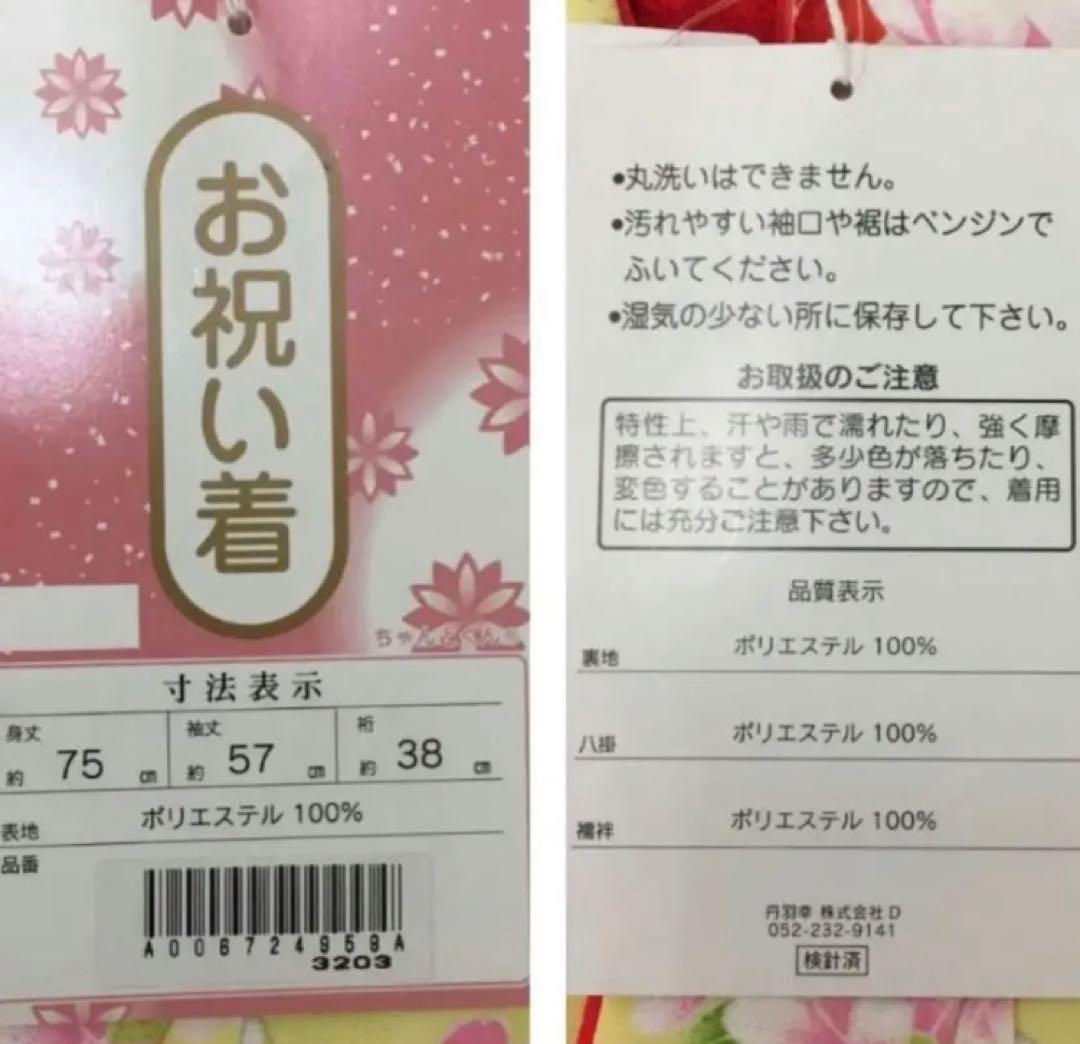 お祝い着
ちゃんとくん
寸法表示
身丈 約 75 cm
袖丈 約 57 cm
裄 約 38 cm
表地 ポリエステル 100%
品番
A006724958A
3203
•丸洗いはできません。
•汚れやすい袖口や裾はベンジンで
ふいてください。
•湿気の少ない所に保存して下さい。
お取扱のご注意
特性上、汗や雨で濡れたり、強く摩
擦されますと、多少色が落ちたり、
変色することがありますので、着用
には充分ご注意下さい。
品質表示
裏地 ポリエステル 100%
八掛 ポリエステル 100%
襦袢 ポリエステル 100%
丹羽幸 株式会社 D
052-232-9141
検針済